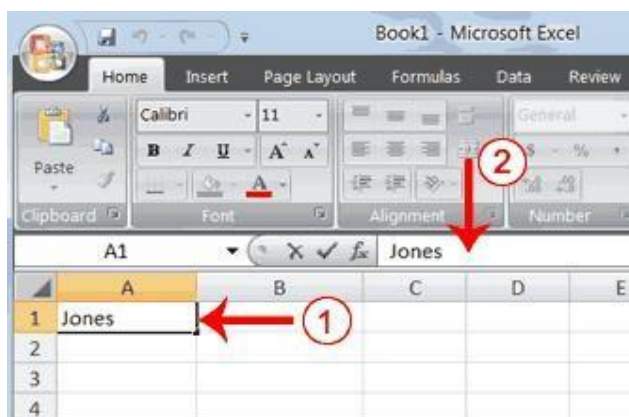 Book1 - Microsoft Excel
Home Insert Page Layout Formulas Data Review
Calibri 11 General
Paste B I U A A $ % ,
A
Clipboard Font Alignment Number
2
A1 fx Jones
A B C D E
1 Jones 1
2
3
4